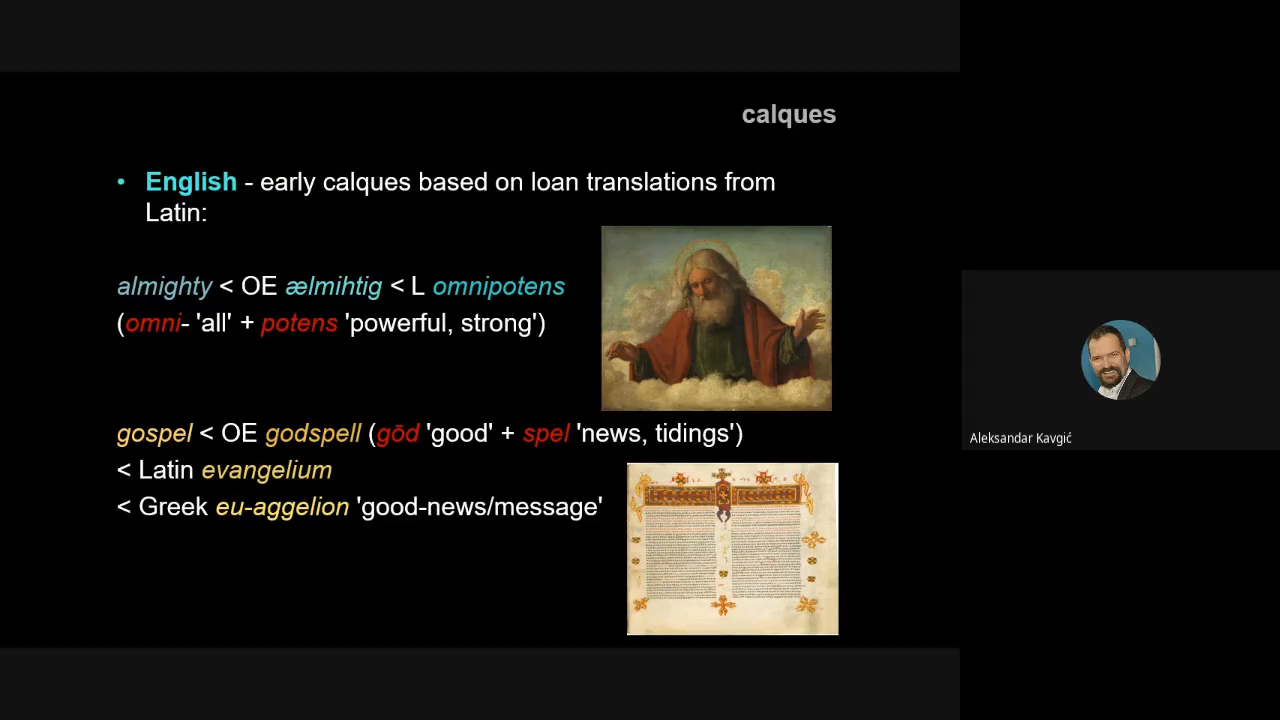 calques
• English - early calques based on loan translations from
Latin:
almighty < OE ælmihtig < L omnipotens
(omni- 'all' + potens 'powerful, strong')
gospel < OE godspell (gōd 'good' + spel 'news, tidings')
< Latin evangelium
< Greek eu-aggelion 'good-news/message'
Aleksandar Kavgić